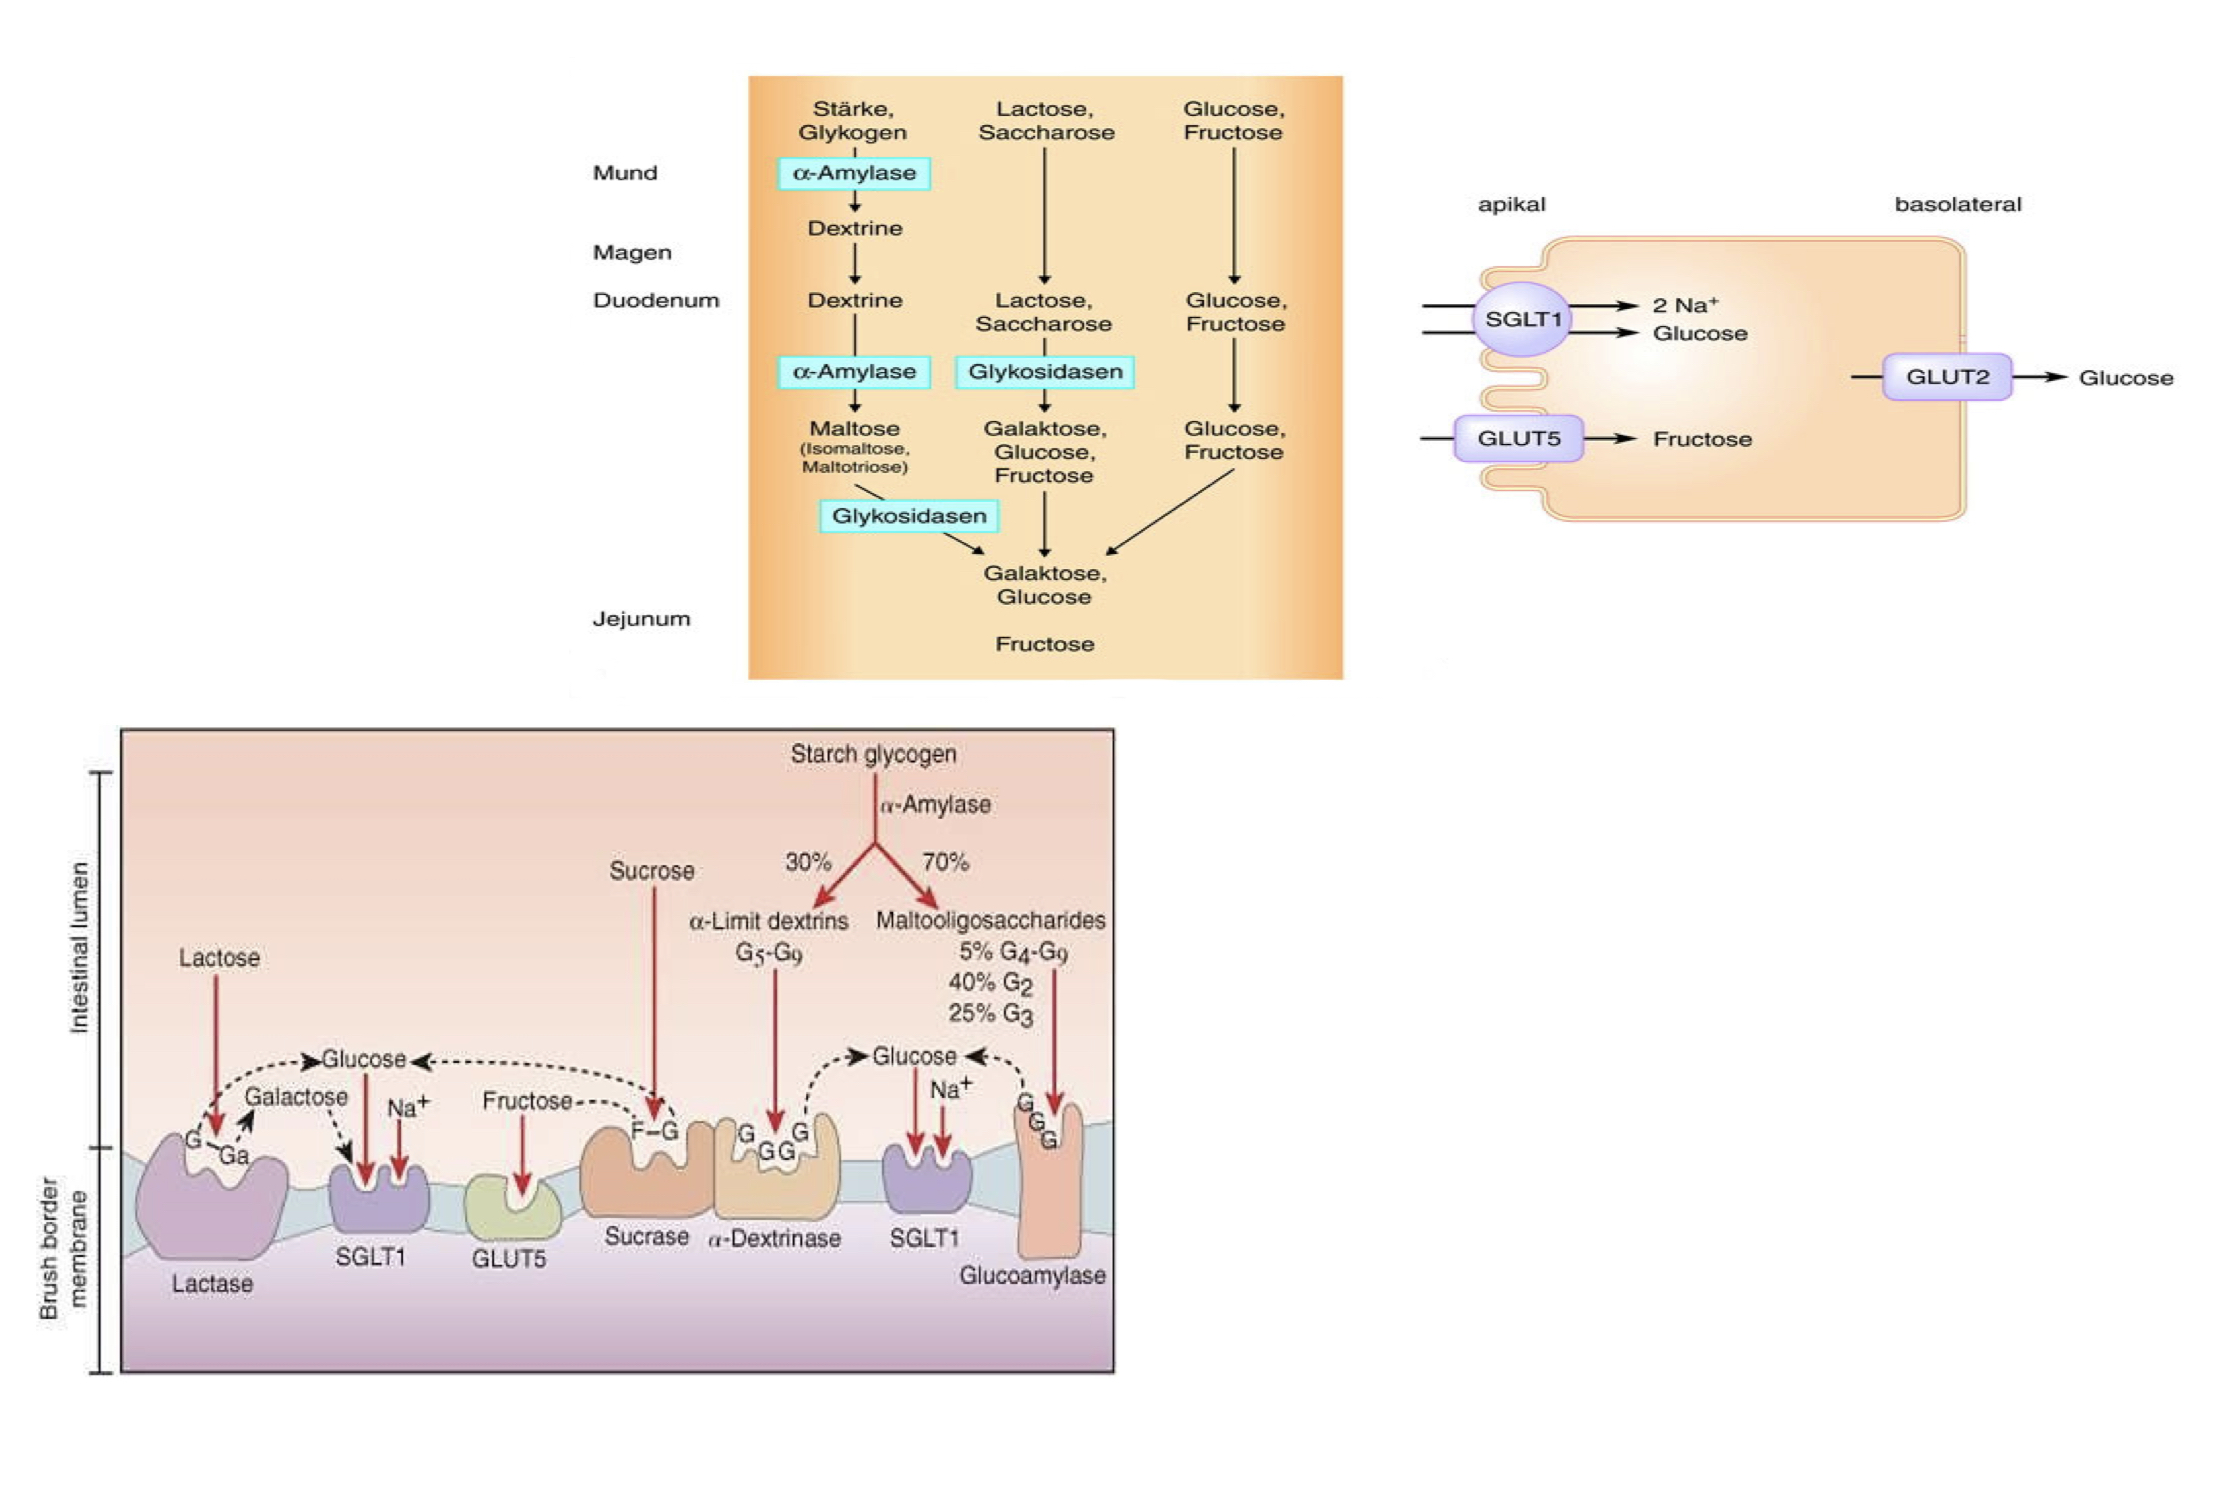 Stärke,
Glykogen
Lactose,
Saccharose
Glucose,
Fructose
Mund
α-Amylase
Dextrine
Magen
Duodenum
Dextrine
Lactose,
Saccharose
Glucose,
Fructose
α-Amylase
Glykosidasen
Maltose
(Isomaltose,
Maltotriose)
Galaktose,
Glucose,
Fructose
Glucose,
Fructose
Glykosidasen
Galaktose,
Glucose
Jejunum
Fructose
apikal
basolateral
SGLT1
2 Na⁺
Glucose
GLUT2
Glucose
GLUT5
Fructose
Intestinal lumen
Brush border
membrane
Starch glycogen
α-Amylase
30%
70%
Sucrose
α-Limit dextrins
G₅-G₉
Maltooligosaccharides
5% G₄-G₉
40% G₂
25% G₃
Lactose
Glucose
Galactose
Na⁺
Fructose
Glucose
Na⁺
G
Ga
F–G
G
G
G
G
G
G
G
Lactase
SGLT1
GLUT5
Sucrase
α-Dextrinase
SGLT1
Glucoamylase